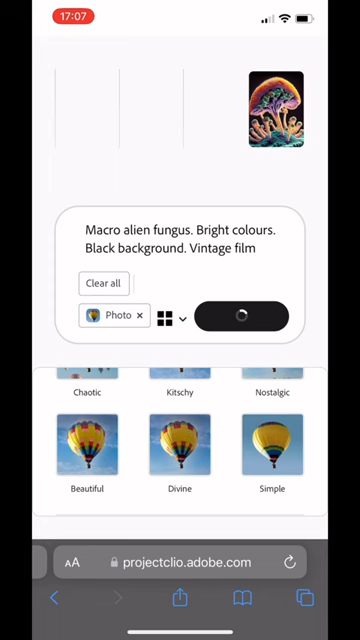 17:07
Macro alien fungus. Bright colours.
Black background. Vintage film
Clear all
Photo ×
Chaotic
Kitschy
Nostalgic
Beautiful
Divine
Simple
AA
projectclio.adobe.com